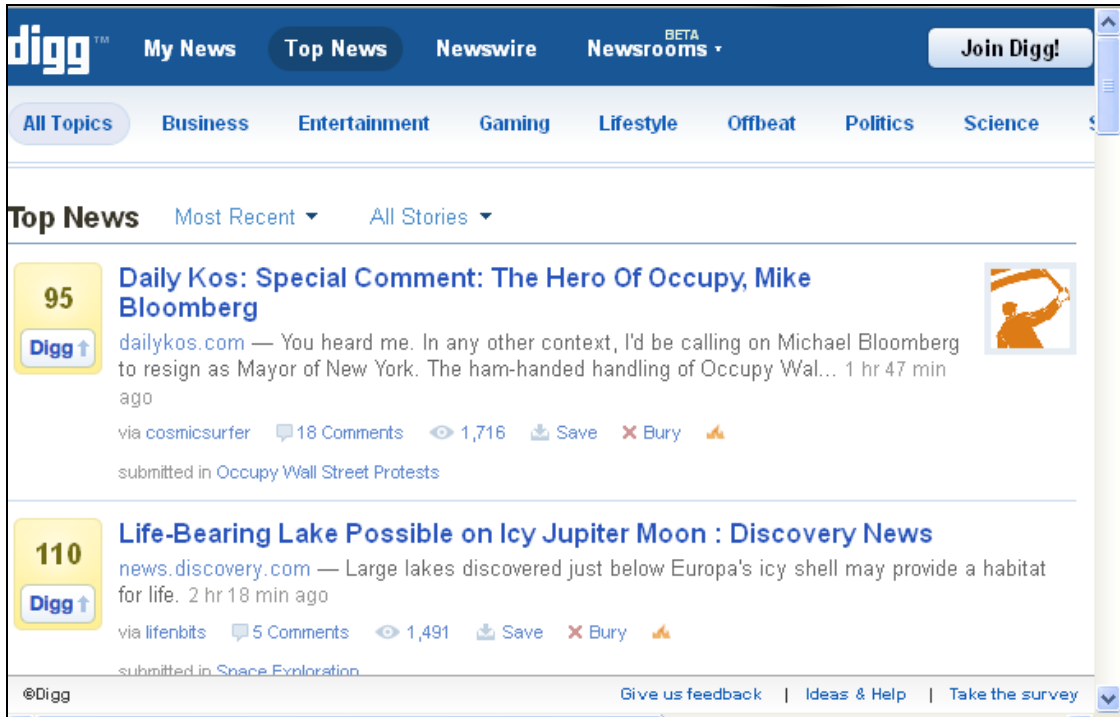 digg™ My News Top News Newswire Newsrooms BETA Join Digg!
All Topics Business Entertainment Gaming Lifestyle Offbeat Politics Science
Top News Most Recent All Stories
95
Digg
Daily Kos: Special Comment: The Hero Of Occupy, Mike
Bloomberg
dailykos.com — You heard me. In any other context, I'd be calling on Michael Bloomberg
to resign as Mayor of New York. The ham-handed handling of Occupy Wal... 1 hr 47 min
ago
via cosmicsurfer 18 Comments 1,716 Save Bury
submitted in Occupy Wall Street Protests
110
Digg
Life-Bearing Lake Possible on Icy Jupiter Moon : Discovery News
news.discovery.com — Large lakes discovered just below Europa's icy shell may provide a habitat
for life. 2 hr 18 min ago
via lifenbits 5 Comments 1,491 Save Bury
submitted in Space Exploration
©Digg Give us feedback | Ideas & Help | Take the survey